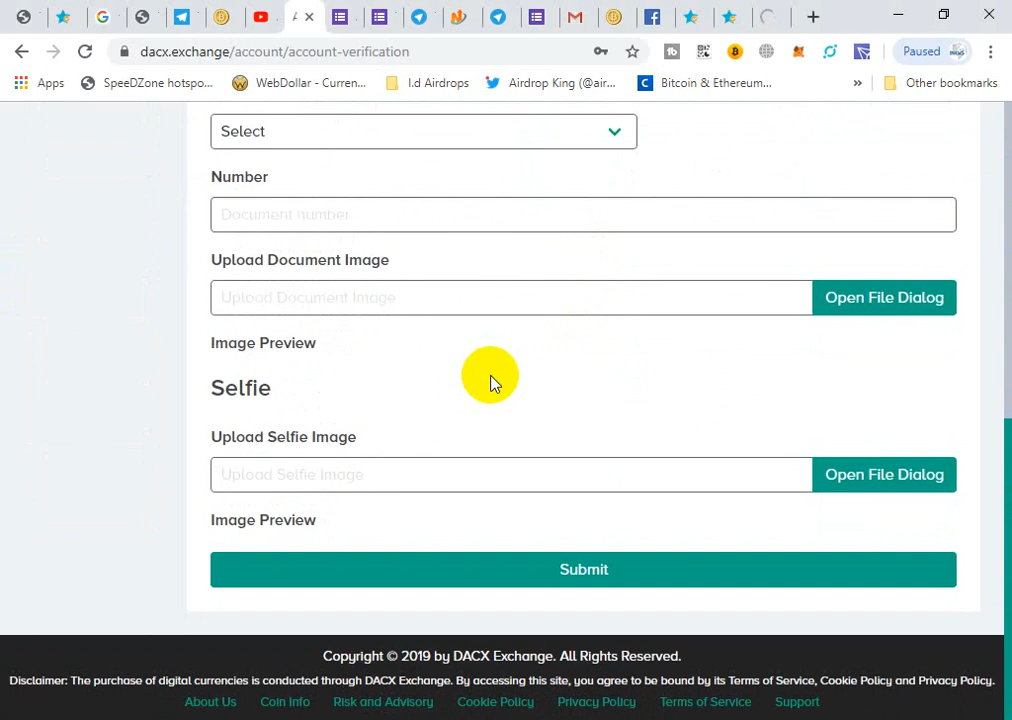 dacx.exchange/account/account-verification
Paused
Apps
SpeeDZone hotspo...
WebDollar - Curren...
I.d Airdrops
Airdrop King (@air...
Bitcoin & Ethereum...
»
Other bookmarks
Select
Number
Document number
Upload Document Image
Upload Document Image
Open File Dialog
Image Preview
Selfie
Upload Selfie Image
Upload Selfie Image
Open File Dialog
Image Preview
Submit
Copyright © 2019 by DACX Exchange. All Rights Reserved.
Disclaimer: The purchase of digital currencies is conducted through DACX Exchange. By accessing this site, you agree to be bound by its Terms of Service, Cookie Policy and Privacy Policy.
About Us
Coin Info
Risk and Advisory
Cookie Policy
Privacy Policy
Terms of Service
Support